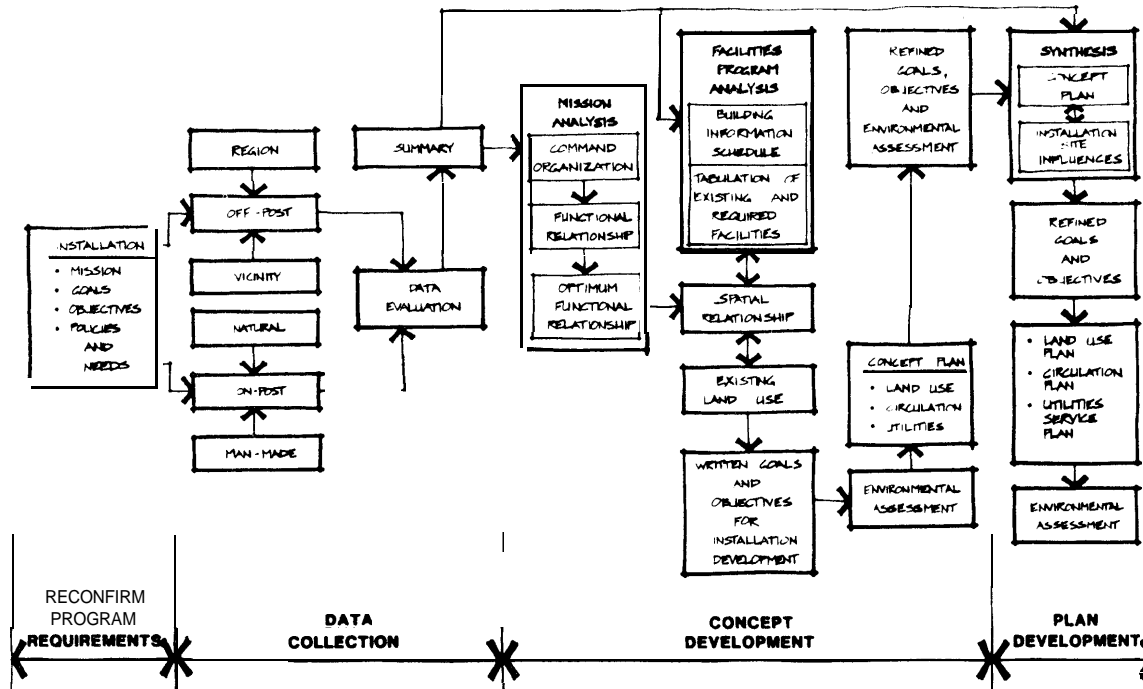 INSTALLATION
• MISSION
• GOALS
• OBJECTIVES
• POLICIES
AND
NEEDS
REGION
OFF-POST
VICINITY
NATURAL
ON-POST
MAN-MADE
SUMMARY
DATA
EVALUATION
MISSION
ANALYSIS
COMMAND
ORGANIZATION
FUNCTIONAL
RELATIONSHIP
OPTIMUM
FUNCTIONAL
RELATIONSHIP
FACILITIES
PROGRAM
ANALYSIS
BUILDING
INFORMATION
SCHEDULE
TABULATION OF
EXISTING AND
REQUIRED
FACILITIES
SPATIAL
RELATIONSHIP
EXISTING
LAND USE
WRITTEN GOALS
AND
OBJECTIVES
FOR
INSTALLATION
DEVELOPMENT
REFINED
GOALS,
OBJECTIVES
AND
ENVIRONMENTAL
ASSESSMENT
CONCEPT PLAN
• LAND USE
• CIRCULATION
• UTILITIES
ENVIRONMENTAL
ASSESSMENT
SYNTHESIS
CONCEPT
PLAN
INSTALLATION
SITE
INFLUENCES
REFINED
GOALS
AND
OBJECTIVES
• LAND USE
PLAN
• CIRCULATION
PLAN
• UTILITIES
SERVICE
PLAN
ENVIRONMENTAL
ASSESSMENT
RECONFIRM
PROGRAM
REQUIREMENTS
DATA
COLLECTION
CONCEPT
DEVELOPMENT
PLAN
DEVELOPMENT